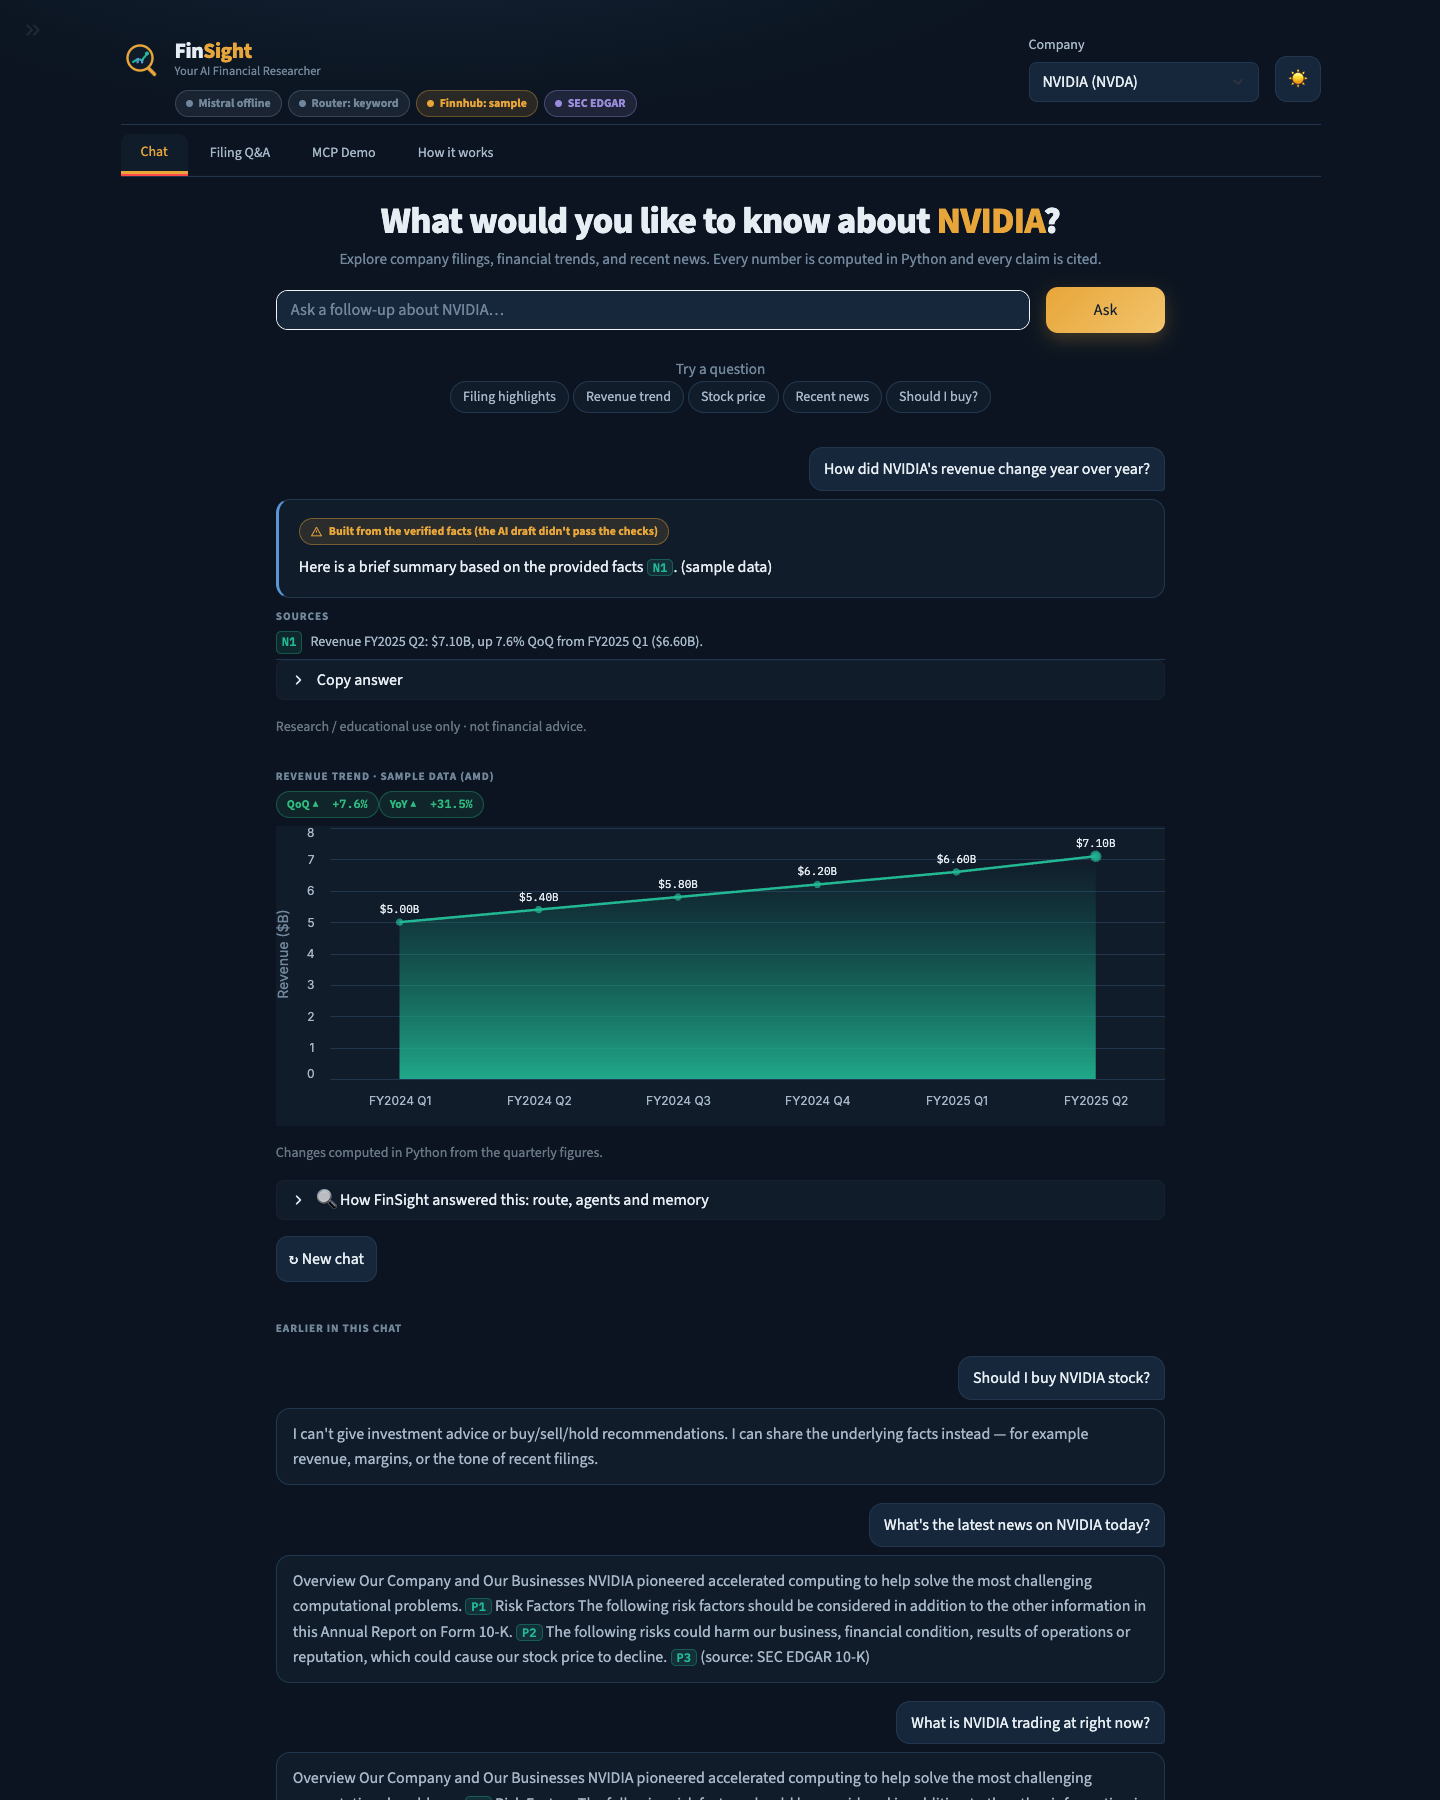 FinSight
Your AI Financial Researcher
Mistral offline
Router: keyword
Finnhub: sample
SEC EDGAR
Company
NVIDIA (NVDA)
Chat
Filing Q&A
MCP Demo
How it works
What would you like to know about NVIDIA?
Explore company filings, financial trends, and recent news. Every number is computed in Python and every claim is cited.
Ask a follow-up about NVIDIA…
Ask
Try a question
Filing highlights
Revenue trend
Stock price
Recent news
Should I buy?
How did NVIDIA's revenue change year over year?
Built from the verified facts (the AI draft didn't pass the checks)
Here is a brief summary based on the provided facts N1. (sample data)
SOURCES
N1 Revenue FY2025 Q2: $7.10B, up 7.6% QoQ from FY2025 Q1 ($6.60B).
Copy answer
Research / educational use only · not financial advice.
REVENUE TREND · SAMPLE DATA (AMD)
QoQ▲ +7.6%
YoY▲ +31.5%
Revenue ($B)
8
7
6
5
4
3
2
1
0
$5.00B
$5.40B
$5.80B
$6.20B
$6.60B
$7.10B
FY2024 Q1
FY2024 Q2
FY2024 Q3
FY2024 Q4
FY2025 Q1
FY2025 Q2
Changes computed in Python from the quarterly figures.
How FinSight answered this: route, agents and memory
↻ New chat
EARLIER IN THIS CHAT
Should I buy NVIDIA stock?
I can't give investment advice or buy/sell/hold recommendations. I can share the underlying facts instead — for example
revenue, margins, or the tone of recent filings.
What's the latest news on NVIDIA today?
Overview Our Company and Our Businesses NVIDIA pioneered accelerated computing to help solve the most challenging
computational problems. P1 Risk Factors The following risk factors should be considered in addition to the other information in
this Annual Report on Form 10-K. P2 The following risks could harm our business, financial condition, results of operations or
reputation, which could cause our stock price to decline. P3 (source: SEC EDGAR 10-K)
What is NVIDIA trading at right now?
Overview Our Company and Our Businesses NVIDIA pioneered accelerated computing to help solve the most challenging